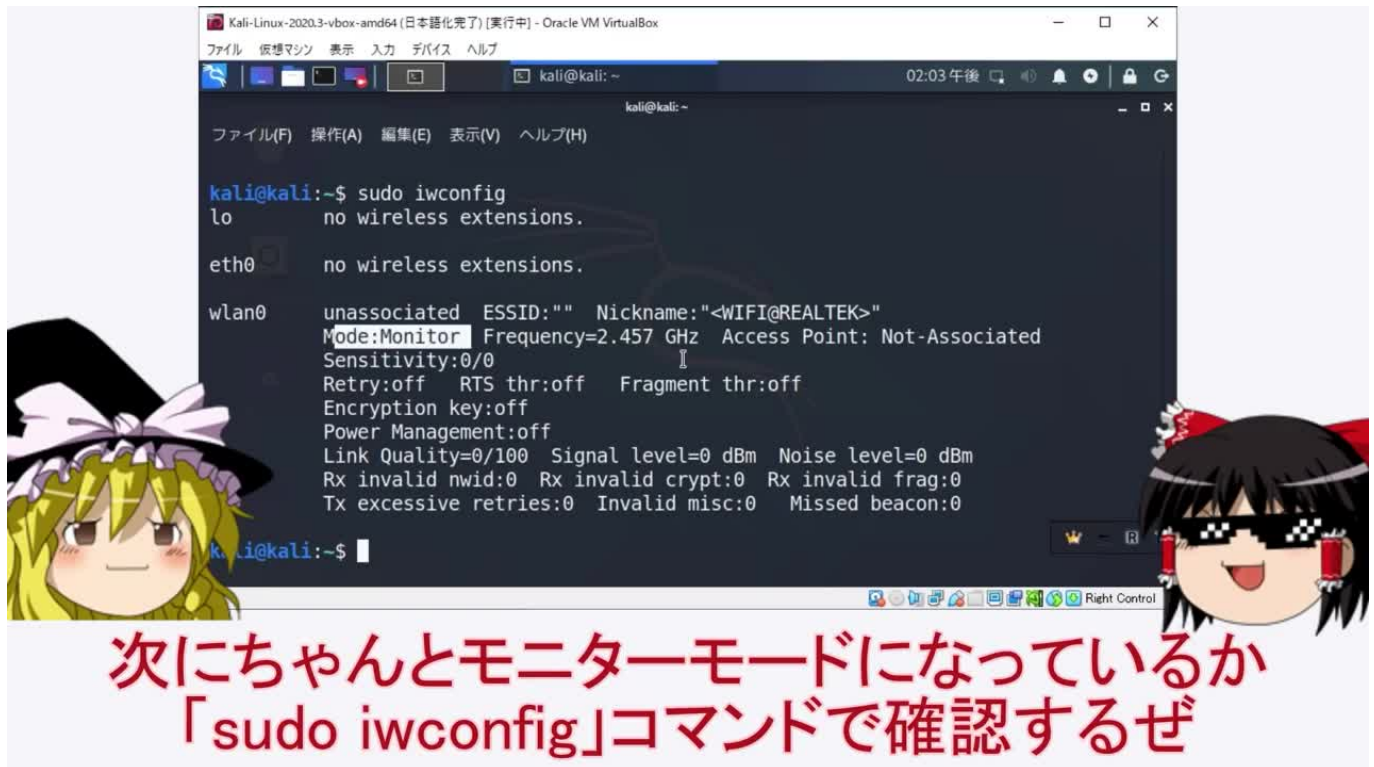 Kali-Linux-2020.3-vbox-amd64 (日本語化完了) [実行中] - Oracle VM VirtualBox
ファイル 仮想マシン 表示 入力 デバイス ヘルプ
kali@kali: ~ 02:03 午後
kali@kali: ~
ファイル(F) 操作(A) 編集(E) 表示(V) ヘルプ(H)
kali@kali:~$ sudo iwconfig
lo no wireless extensions.
eth0 no wireless extensions.
wlan0 unassociated ESSID:"" Nickname:"<WIFI@REALTEK>"
Mode:Monitor Frequency=2.457 GHz Access Point: Not-Associated
Sensitivity:0/0
Retry:off RTS thr:off Fragment thr:off
Encryption key:off
Power Management:off
Link Quality=0/100 Signal level=0 dBm Noise level=0 dBm
Rx invalid nwid:0 Rx invalid crypt:0 Rx invalid frag:0
Tx excessive retries:0 Invalid misc:0 Missed beacon:0
kali@kali:~$
Right Control
次にちゃんとモニターモードになっているか
「sudo iwconfig」コマンドで確認するぜ